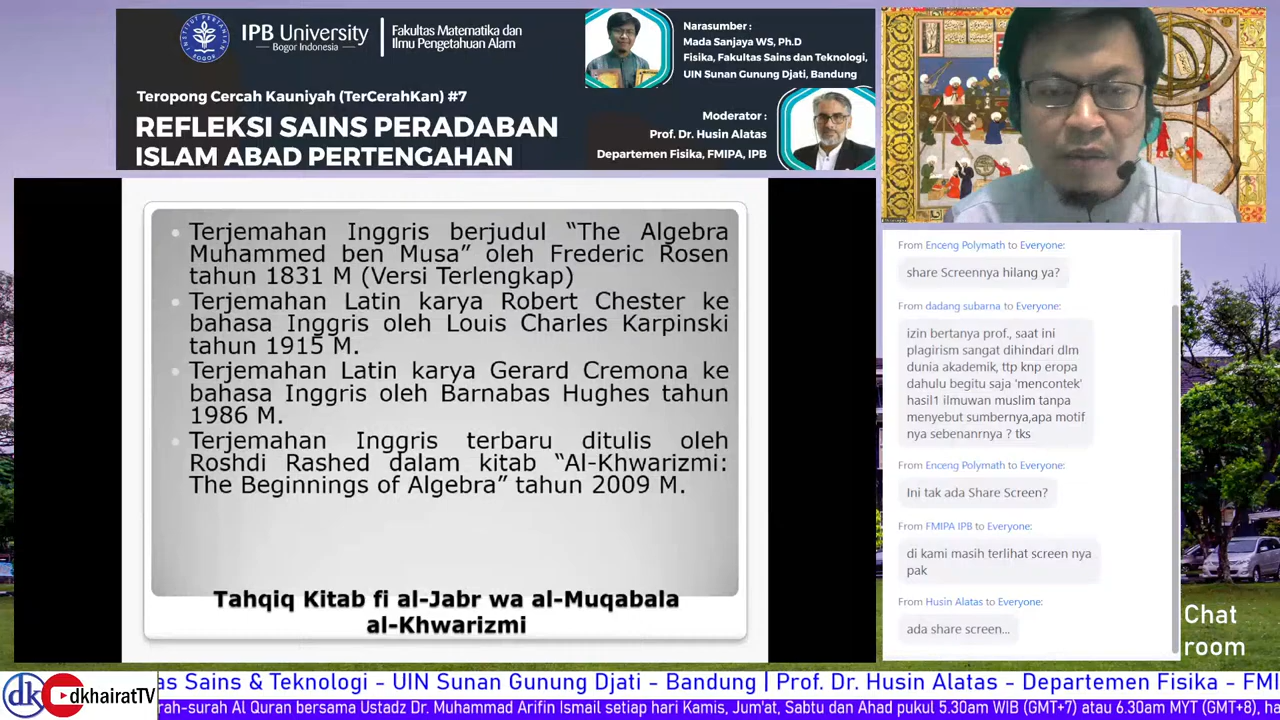 IPB University
Bogor Indonesia
Fakultas Matematika dan
Ilmu Pengetahuan Alam
Teropong Cercah Kauniyah (TerCerahKan) #7
REFLEKSI SAINS PERADABAN
ISLAM ABAD PERTENGAHAN
Narasumber :
Mada Sanjaya WS, Ph.D
Fisika, Fakultas Sains dan Teknologi,
UIN Sunan Gunung Djati, Bandung
Moderator :
Prof. Dr. Husin Alatas
Departemen Fisika, FMIPA, IPB
Terjemahan Inggris berjudul “The Algebra
Muhammed ben Musa” oleh Frederic Rosen
tahun 1831 M (Versi Terlengkap)
Terjemahan Latin karya Robert Chester ke
bahasa Inggris oleh Louis Charles Karpinski
tahun 1915 M.
Terjemahan Latin karya Gerard Cremona ke
bahasa Inggris oleh Barnabas Hughes tahun
1986 M.
Terjemahan Inggris terbaru ditulis oleh
Roshdi Rashed dalam kitab “Al-Khwarizmi:
The Beginnings of Algebra” tahun 2009 M.
Tahqiq Kitab fi al-Jabr wa al-Muqabala
al-Khwarizmi
From Enceng Polymath to Everyone:
share Screennya hilang ya?
From dadang subarna to Everyone:
izin bertanya prof., saat ini
plagirism sangat dihindari dlm
dunia akademik, ttp knp eropa
dahulu begitu saja 'mencontek'
hasil1 ilmuwan muslim tanpa
menyebut sumbernya,apa motif
nya sebenanrnya ? tks
From Enceng Polymath to Everyone:
Ini tak ada Share Screen?
From FMIPA IPB to Everyone:
di kami masih terlihat screen nya
pak
From Husin Alatas to Everyone:
ada share screen...
Chat
room
dk
dkhairatTV
as Sains & Teknologi - UIN Sunan Gunung Djati - Bandung | Prof. Dr. Husin Alatas - Departemen Fisika - FMI
rah-surah Al Quran bersama Ustadz Dr. Muhammad Arifin Ismail setiap hari Kamis, Jum'at, Sabtu dan Ahad pukul 5.30am WIB (GMT+7) atau 6.30am MYT (GMT+8), ha